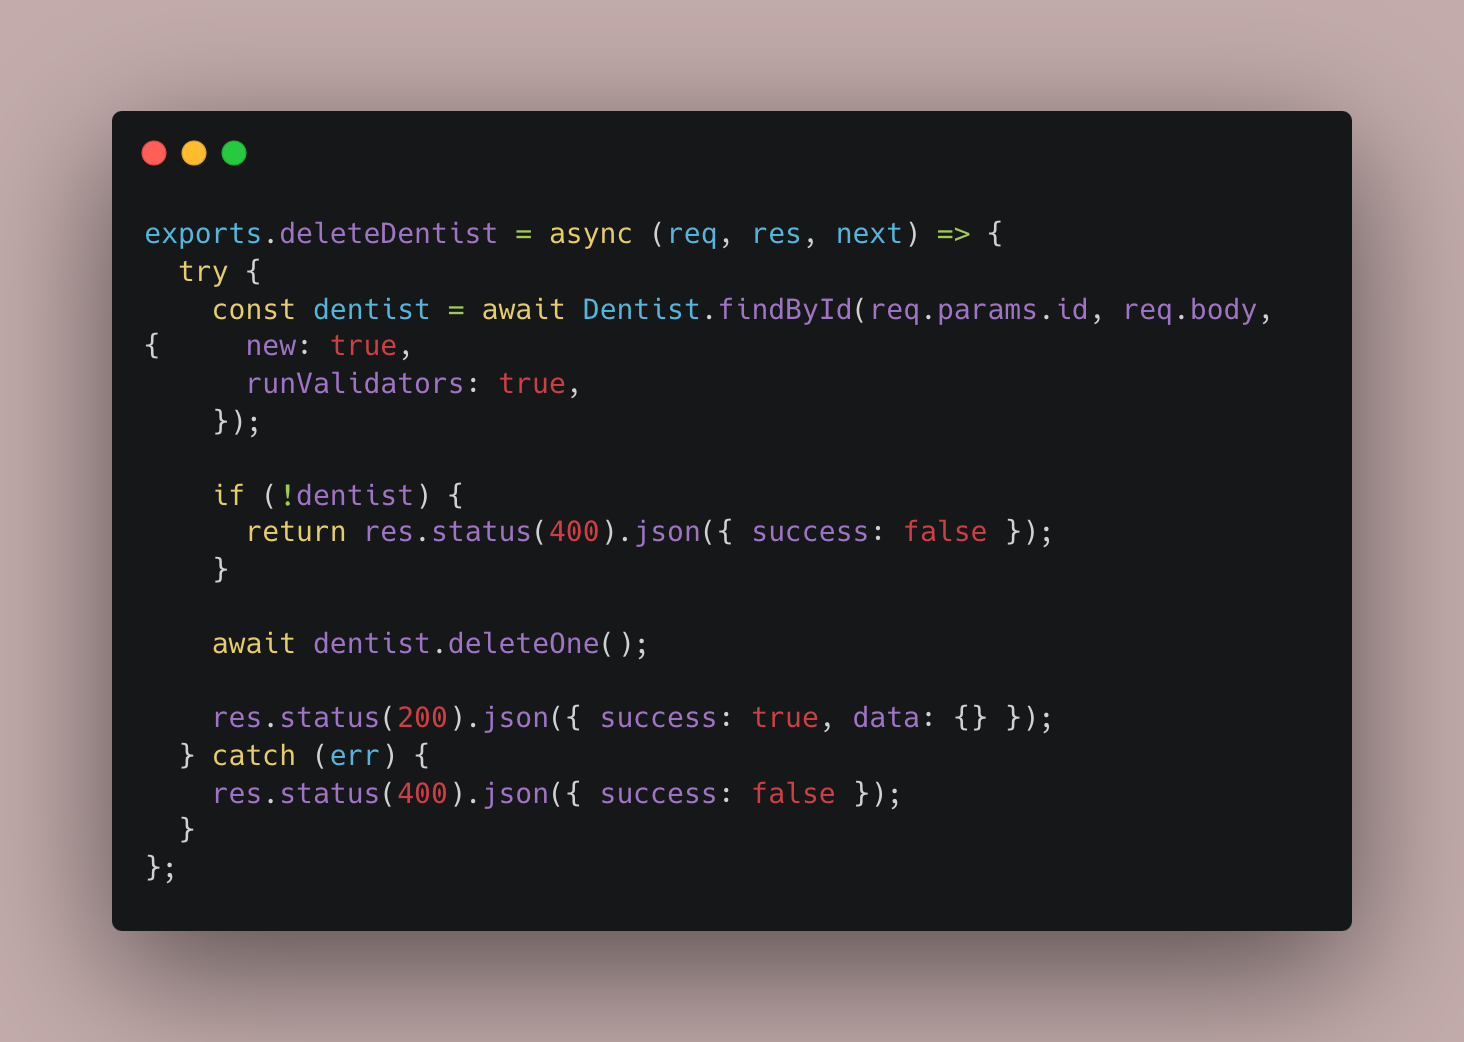 exports.deleteDentist = async (req, res, next) => {
  try {
    const dentist = await Dentist.findById(req.params.id, req.body,
{     new: true,
      runValidators: true,
    });

    if (!dentist) {
      return res.status(400).json({ success: false });
    }

    await dentist.deleteOne();

    res.status(200).json({ success: true, data: {} });
  } catch (err) {
    res.status(400).json({ success: false });
  }
};